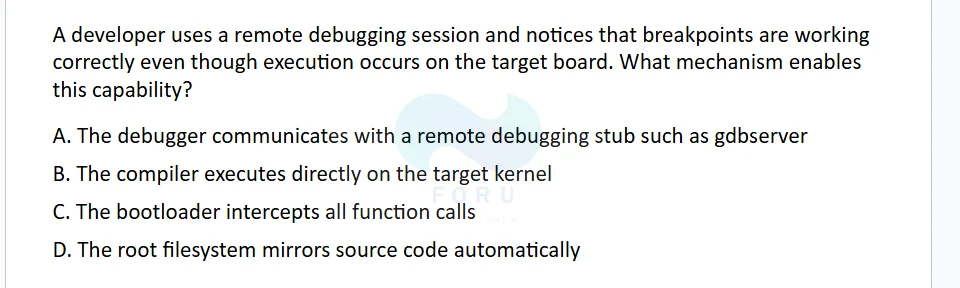 A developer uses a remote debugging session and notices that breakpoints are working
correctly even though execution occurs on the target board. What mechanism enables
this capability?
A. The debugger communicates with a remote debugging stub such as gdbserver
B. The compiler executes directly on the target kernel
FORU
C. The bootloader intercepts all function calls
D. The root filesystem mirrors source code automatically